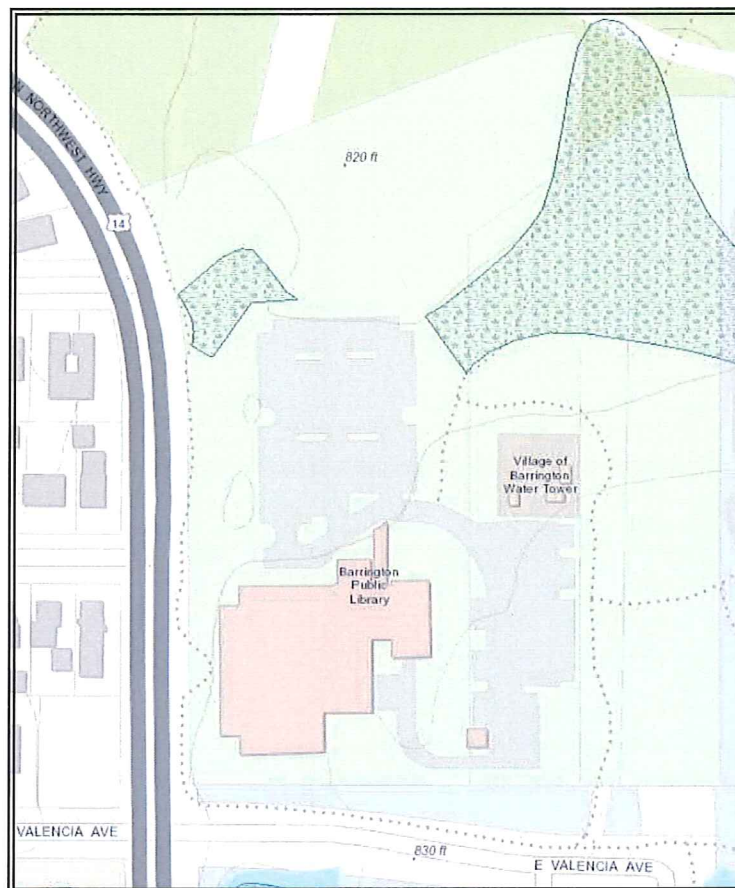 N NORTHWEST HWY
14
820 ft
Village of
Barrington
Water Tower
Barrington
Public
Library
VALENCIA AVE
830 ft
E VALENCIA AVE